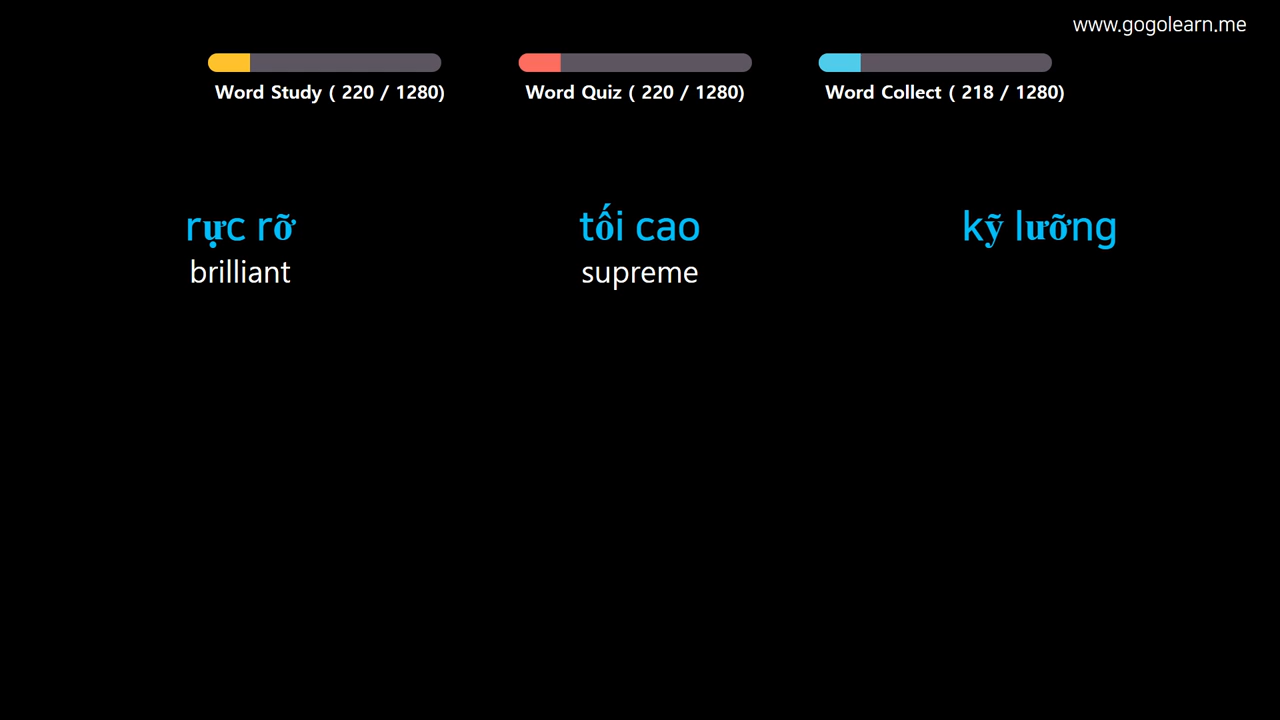 www.gogolearn.me
Word Study ( 220 / 1280)
Word Quiz ( 220 / 1280)
Word Collect ( 218 / 1280)
rực rỡ
brilliant
tối cao
supreme
kỹ lưỡng